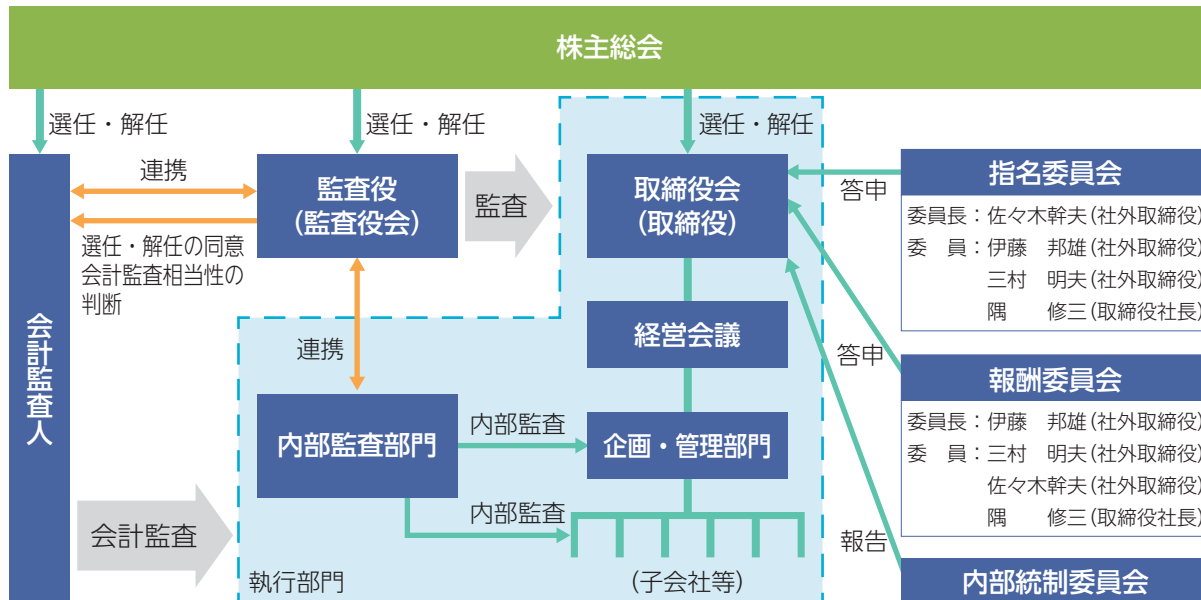 株主総会
選任・解任
選任・解任
選任・解任
連携
監査役
(監査役会)
監査
取締役会
(取締役)
答申
指名委員会
委員長：佐々木幹夫(社外取締役)
委　員：伊藤　邦雄(社外取締役)
三村　明夫(社外取締役)
隅　　修三(取締役社長)
選任・解任の同意
会計監査相当性の
判断
会計監査人
連携
経営会議
答申
報酬委員会
委員長：伊藤　邦雄(社外取締役)
委　員：三村　明夫(社外取締役)
佐々木幹夫(社外取締役)
隅　　修三(取締役社長)
内部監査部門
内部監査
企画・管理部門
内部監査
会計監査
報告
執行部門
(子会社等)
内部統制委員会